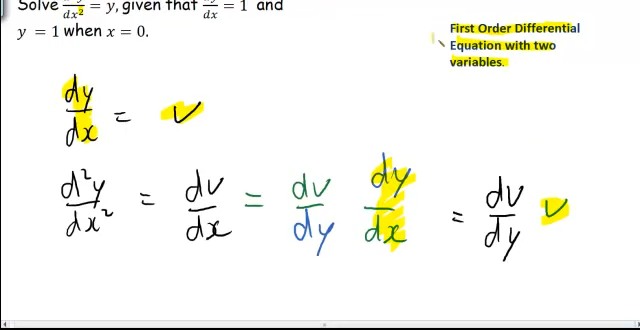 Solve d²y/dx² = y, given that dy/dx = 1 and
y = 1 when x = 0.
First Order Differential
Equation with two
variables.
dy/dx = v
d²y/dx² = dv/dx = dv/dy dy/dx = dv/dy v